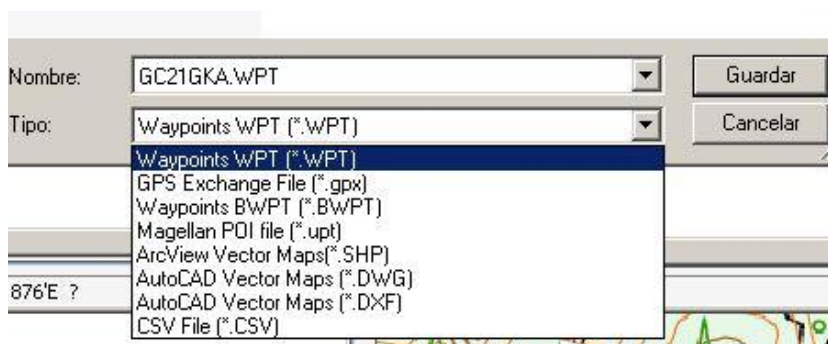 Nombre: GC21GKA.WPT Guardar
Tipo: Waypoints WPT (*.WPT) Cancelar
Waypoints WPT (*.WPT)
GPS Exchange File (*.gpx)
Waypoints BWPT (*.BWPT)
Magellan POI file (*.upt)
ArcView Vector Maps(*.SHP)
AutoCAD Vector Maps (*.DWG)
876'E ?
AutoCAD Vector Maps (*.DXF)
CSV File (*.CSV)